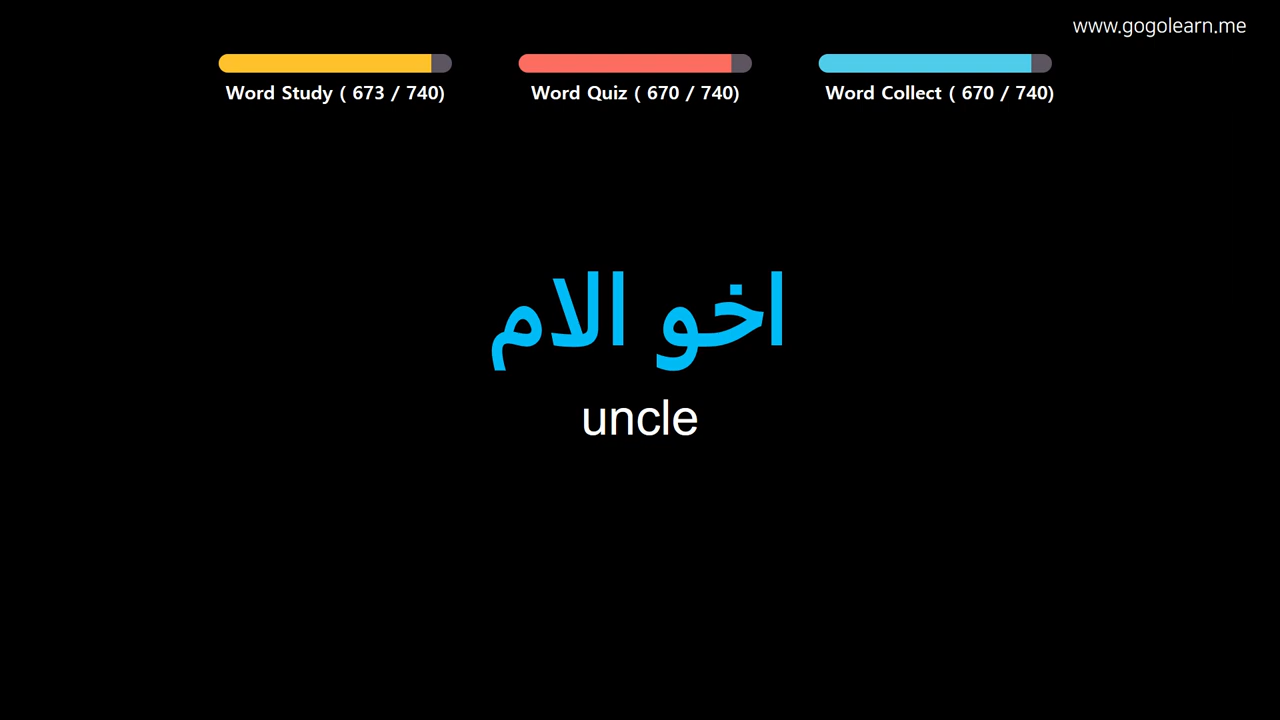 www.gogolearn.me
Word Study ( 673 / 740)
Word Quiz ( 670 / 740)
Word Collect ( 670 / 740)
اخو الام
uncle